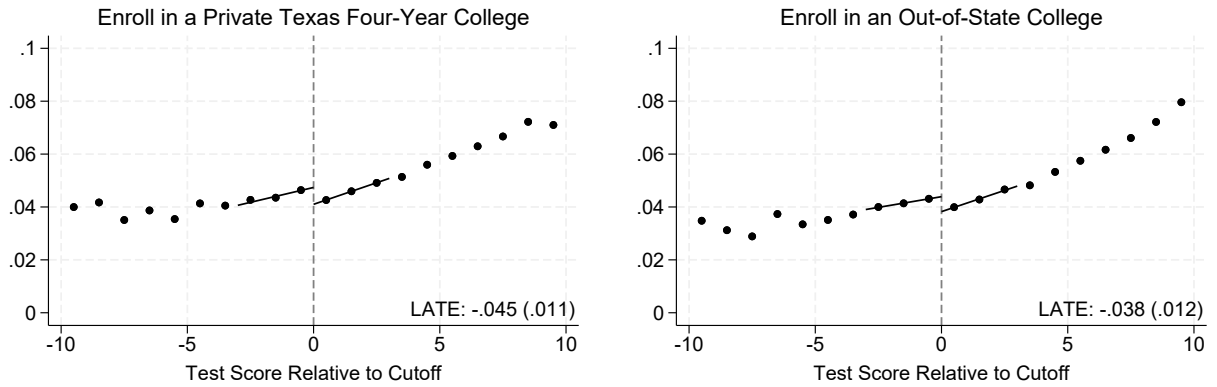 Enroll in a Private Texas Four-Year College
.1
.08
.06
.04
.02
0
LATE: -.045 (.011)
-10 -5 0 5 10
Test Score Relative to Cutoff
Enroll in an Out-of-State College
.1
.08
.06
.04
.02
0
LATE: -.038 (.012)
-10 -5 0 5 10
Test Score Relative to Cutoff